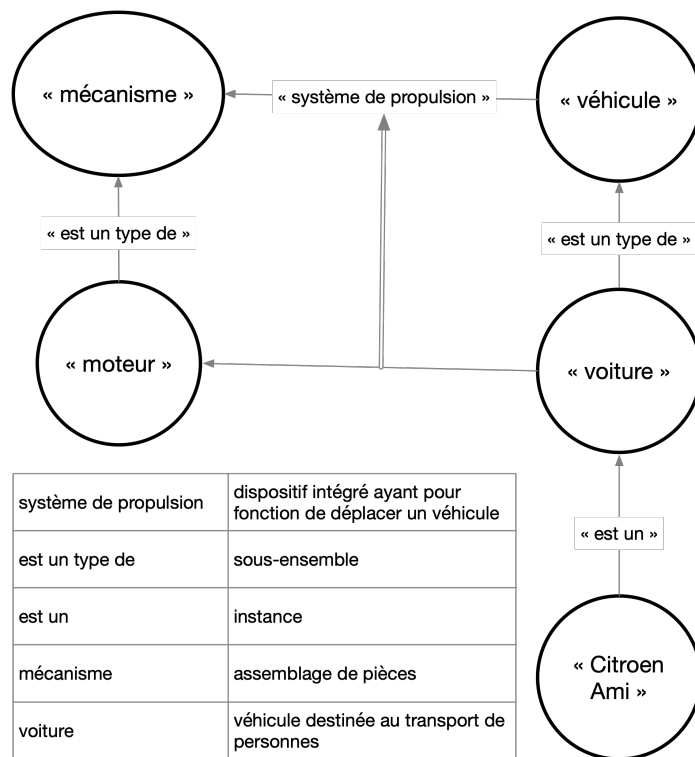 « mécanisme »
« système de propulsion »
« véhicule »
« est un type de »
« est un type de »
« moteur »
« voiture »
système de propulsion
dispositif intégré ayant pour
fonction de déplacer un véhicule
est un type de
sous-ensemble
« est un »
est un
instance
mécanisme
assemblage de pièces
« Citroen
Ami »
voiture
véhicule destinée au transport de
personnes